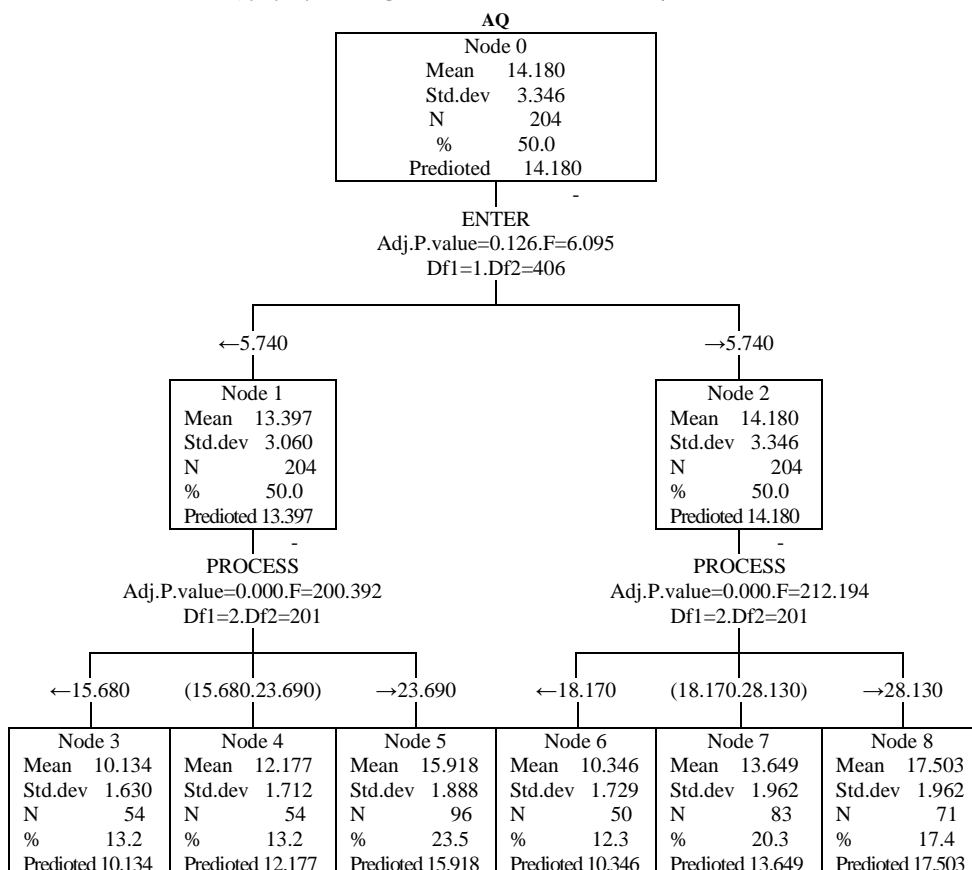 AQ
Node 0
Mean 14.180
Std.dev 3.346
N 204
% 50.0
Predioted 14.180
-
ENTER
Adj.P.value=0.126.F=6.095
Df1=1.Df2=406
←5.740
→5.740
Node 1
Mean 13.397
Std.dev 3.060
N 204
% 50.0
Predioted 13.397
-
Node 2
Mean 14.180
Std.dev 3.346
N 204
% 50.0
Predioted 14.180
-
PROCESS
Adj.P.value=0.000.F=200.392
Df1=2.Df2=201
PROCESS
Adj.P.value=0.000.F=212.194
Df1=2.Df2=201
←15.680
(15.680.23.690)
→23.690
←18.170
(18.170.28.130)
→28.130
Node 3
Mean 10.134
Std.dev 1.630
N 54
% 13.2
Predioted 10.134
Node 4
Mean 12.177
Std.dev 1.712
N 54
% 13.2
Predioted 12.177
Node 5
Mean 15.918
Std.dev 1.888
N 96
% 23.5
Predioted 15.918
Node 6
Mean 10.346
Std.dev 1.729
N 50
% 12.3
Predioted 10.346
Node 7
Mean 13.649
Std.dev 1.962
N 83
% 20.3
Predioted 13.649
Node 8
Mean 17.503
Std.dev 1.962
N 71
% 17.4
Predioted 17.503